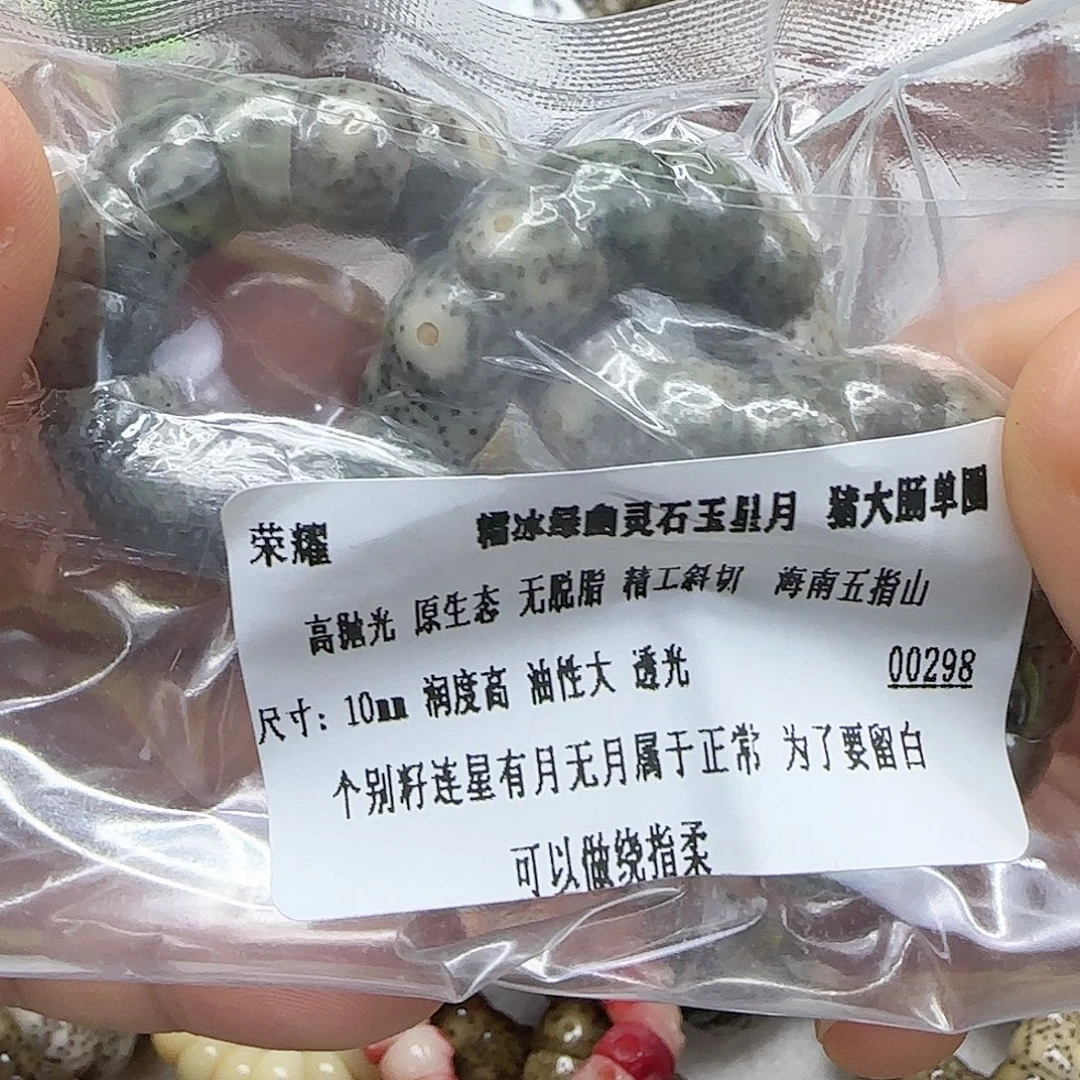 荣耀 糯冰绿幽灵石玉星月 猪大肠单圈
高抛光 原生态 无脱脂 精工斜切 海南五指山
尺寸：10mm 润度高 油性大 透光 00298
个别籽连星有月无月属于正常 为了要留白
可以做绕指柔